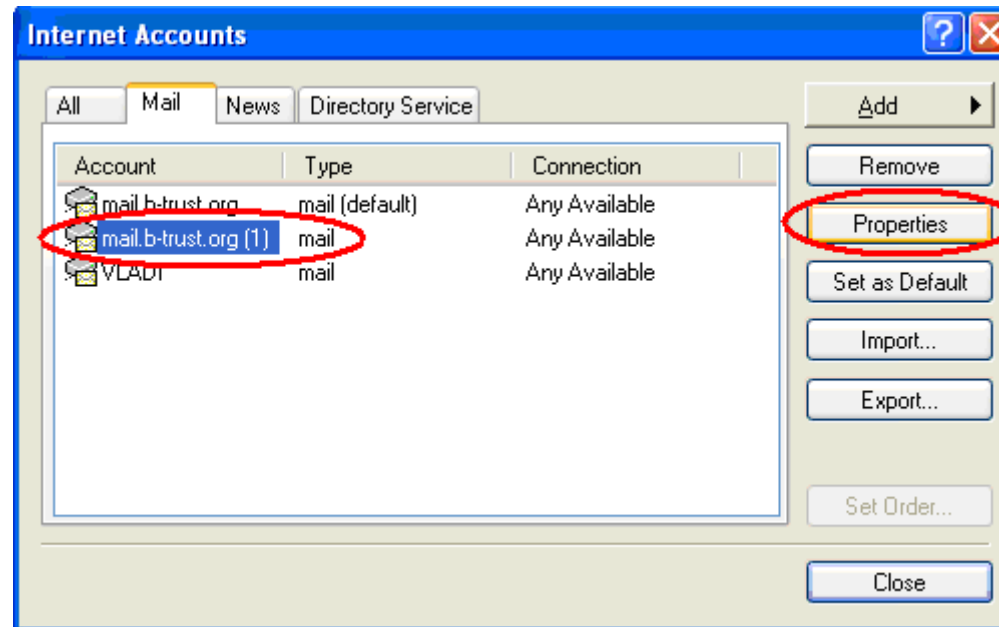 Internet Accounts
All Mail News Directory Service
Add
Account Type Connection
Remove
mail.b-trust.org mail (default) Any Available
Properties
mail.b-trust.org (1) mail Any Available
VLADI mail Any Available
Set as Default
Import...
Export...
Set Order...
Close